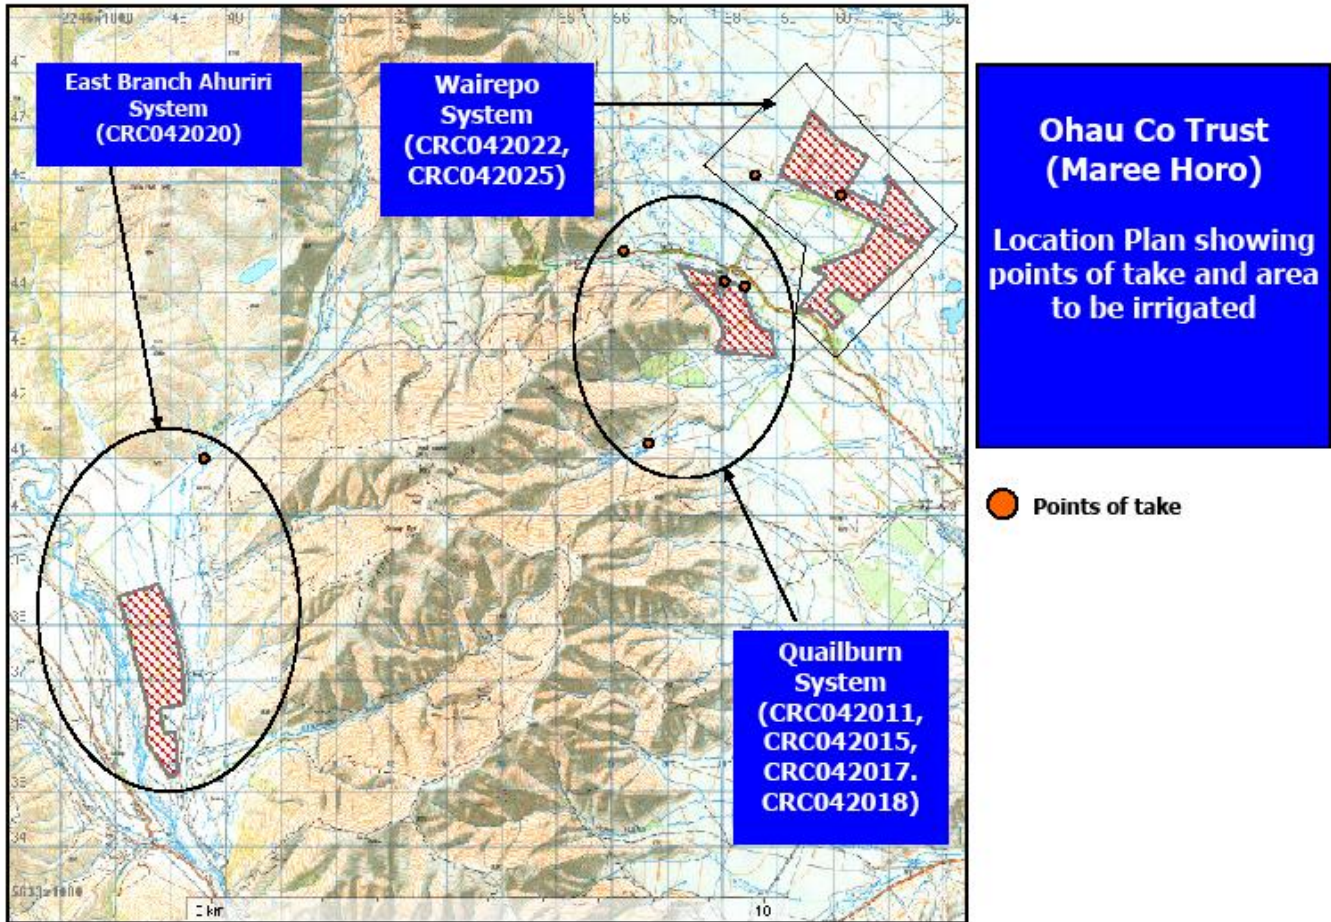 East Branch Ahuriri
System
(CRC042020)
Wairepo
System
(CRC042022,
CRC042025)
Ohau Co Trust
(Maree Horo)
Location Plan showing
points of take and area
to be irrigated
Points of take
Quailburn
System
(CRC042011,
CRC042015,
CRC042017.
CRC042018)
10